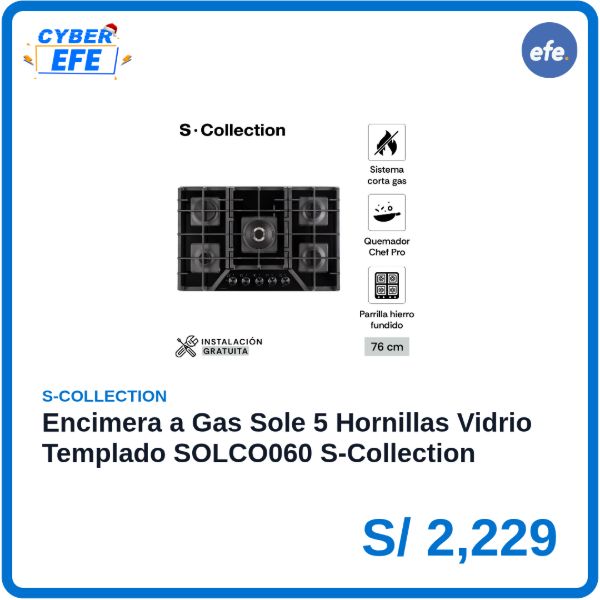 CYBER
EFE
efe.
S·Collection
Sistema
corta gas
Quemador
Chef Pro
Parrilla hierro
fundido
INSTALACIÓN
GRATUITA
76 cm
S-COLLECTION
Encimera a Gas Sole 5 Hornillas Vidrio
Templado SOLCO060 S-Collection
S/ 2,229